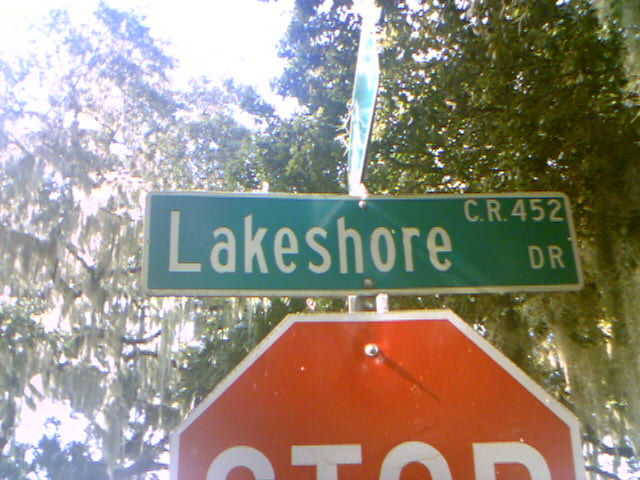 C.R. 452
Lakeshore DR
STOP